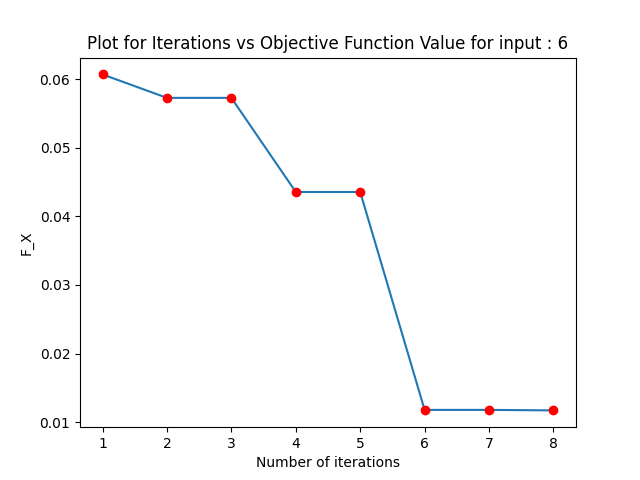 Plot for Iterations vs Objective Function Value for input : 6
0.06
0.05
0.04
0.03
0.02
0.01
F_X
1 2 3 4 5 6 7 8
Number of iterations